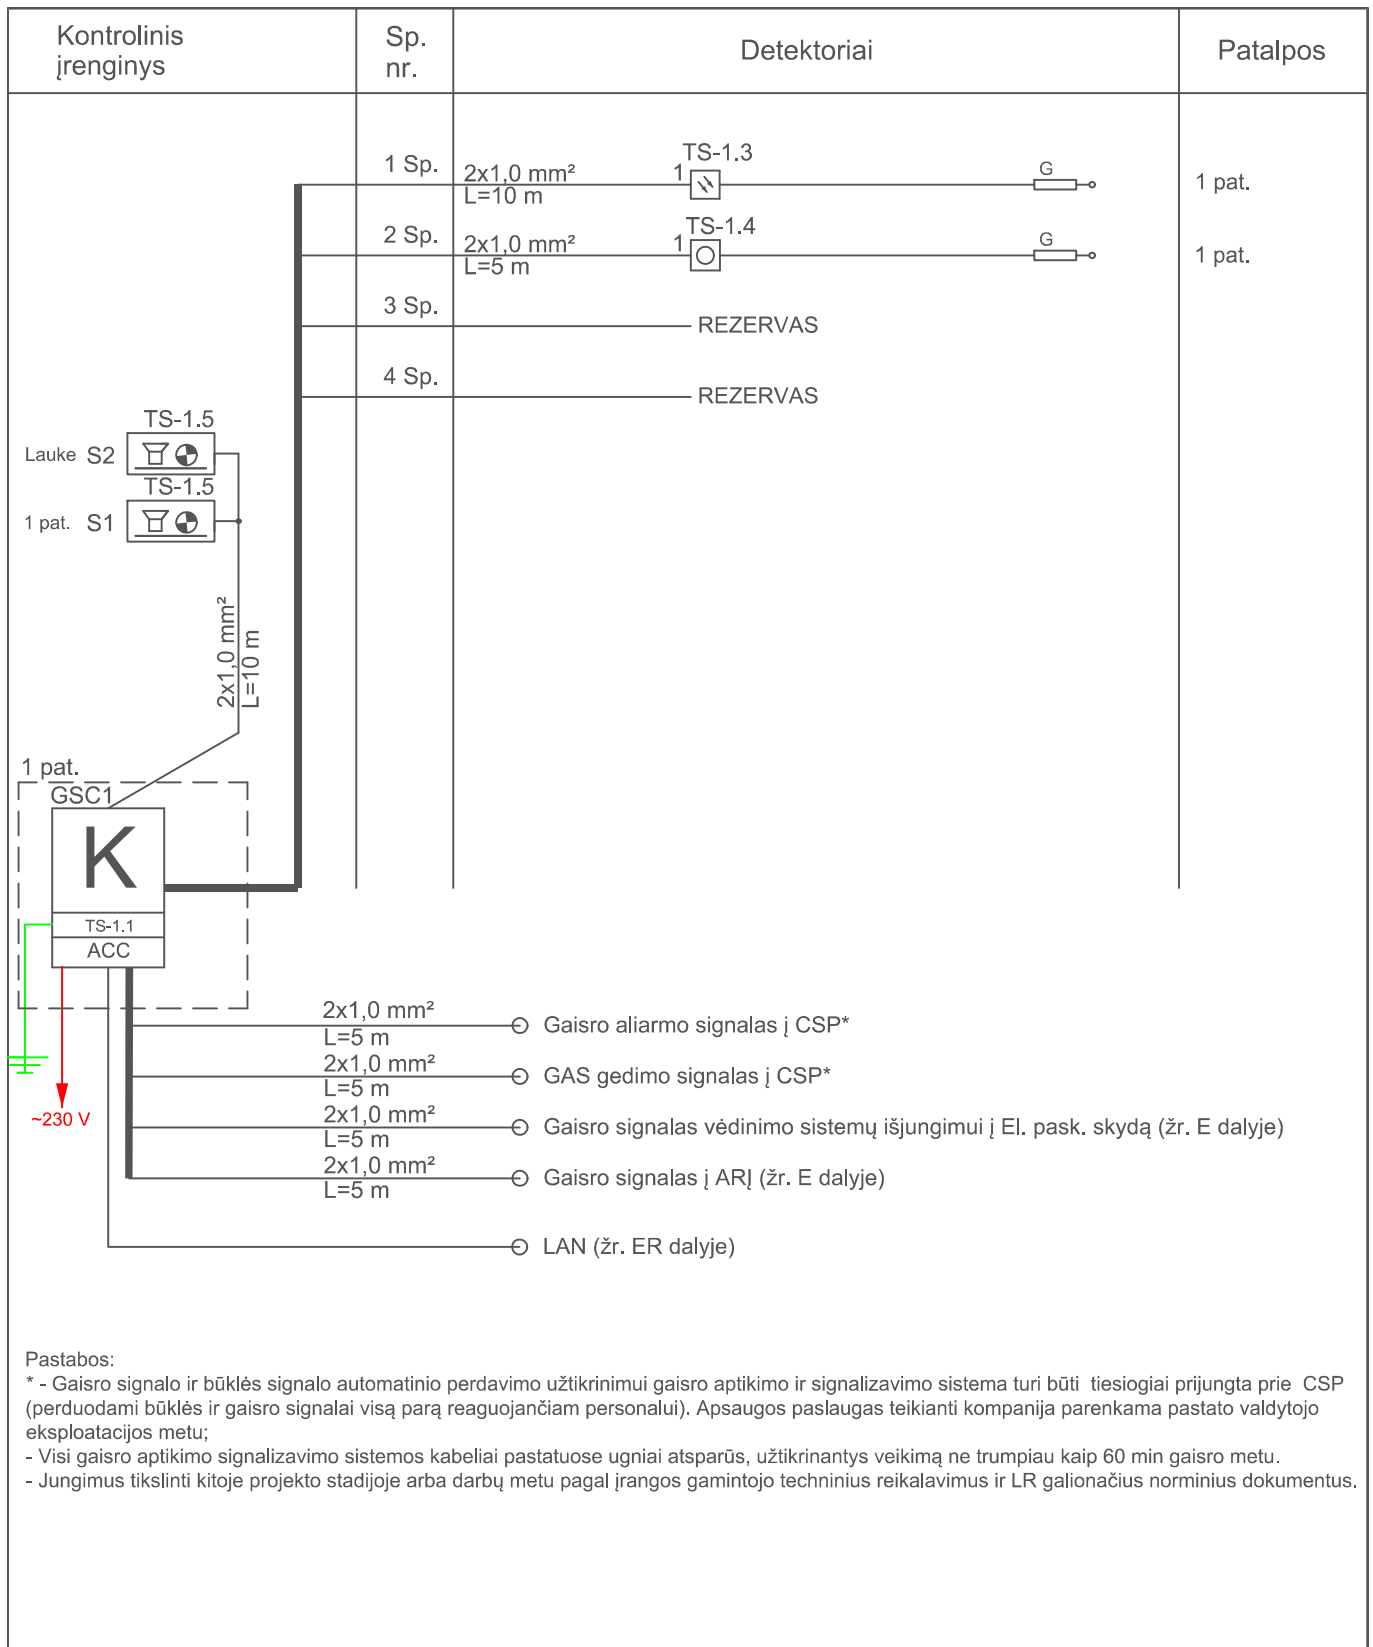 Kontrolinis
įrenginys
Sp.
nr.
Detektoriai
Patalpos
1 Sp.
2x1,0 mm²
L=10 m
TS-1.3
1
G
1 pat.
2 Sp.
2x1,0 mm²
L=5 m
TS-1.4
1
G
1 pat.
3 Sp.
REZERVAS
4 Sp.
REZERVAS
TS-1.5
Lauke S2
TS-1.5
1 pat. S1
2x1,0 mm²
L=10 m
1 pat.
GSC1
K
TS-1.1
ACC
~230 V
2x1,0 mm²
L=5 m
Gaisro aliarmo signalas į CSP*
2x1,0 mm²
L=5 m
GAS gedimo signalas į CSP*
2x1,0 mm²
L=5 m
Gaisro signalas vėdinimo sistemų išjungimui į El. pask. skydą (žr. E dalyje)
2x1,0 mm²
L=5 m
Gaisro signalas į ARĮ (žr. E dalyje)
LAN (žr. ER dalyje)
Pastabos:
* - Gaisro signalo ir būklės signalo automatinio perdavimo užtikrinimui gaisro aptikimo ir signalizavimo sistema turi būti tiesiogiai prijungta prie CSP
(perduodami būklės ir gaisro signalai visą parą reaguojančiam personalui). Apsaugos paslaugas teikianti kompanija parenkama pastato valdytojo
eksploatacijos metu;
- Visi gaisro aptikimo signalizavimo sistemos kabeliai pastatuose ugniai atsparūs, užtikrinantys veikimą ne trumpiau kaip 60 min gaisro metu.
- Jungimus tikslinti kitoje projekto stadijoje arba darbų metu pagal įrangos gamintojo techninius reikalavimus ir LR galionačius norminius dokumentus.